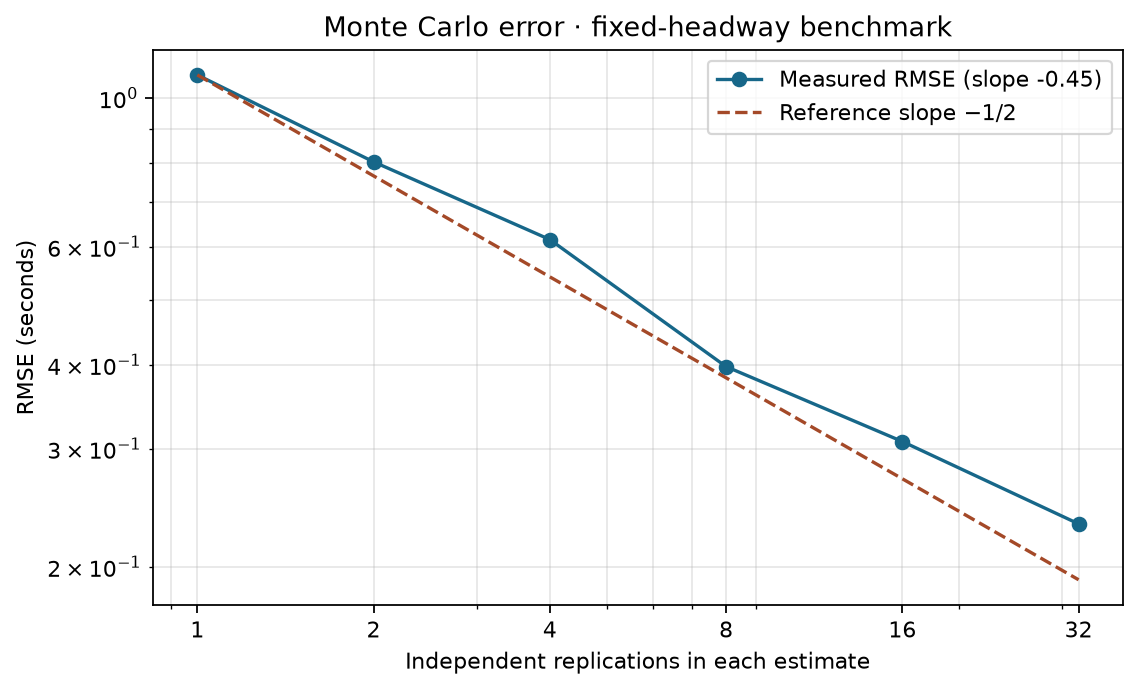 Monte Carlo error · fixed-headway benchmark
Measured RMSE (slope -0.45)
Reference slope −1/2
RMSE (seconds)
10⁰
6 × 10⁻¹
4 × 10⁻¹
3 × 10⁻¹
2 × 10⁻¹
1 2 4 8 16 32
Independent replications in each estimate